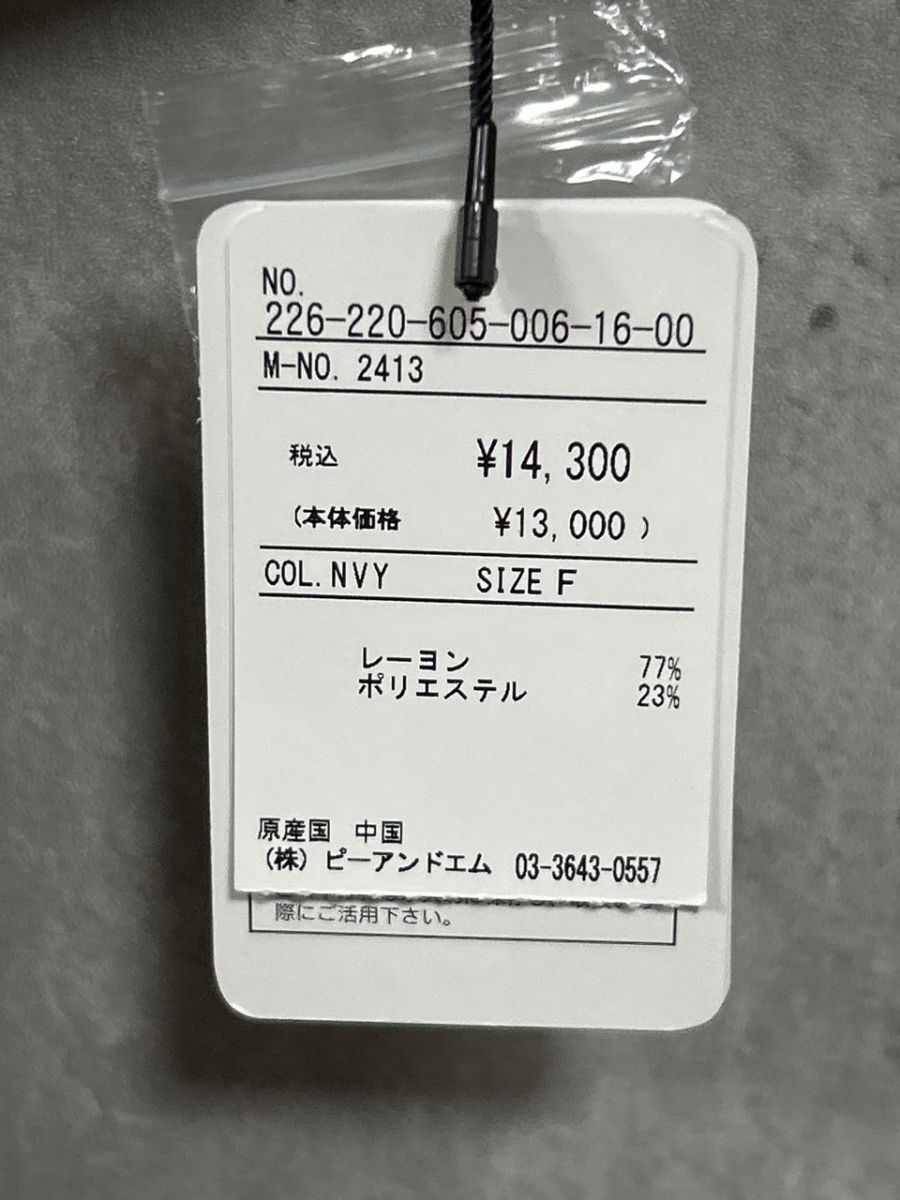 NO.
226-220-605-006-16-00
M-NO. 2413
税込 ¥14,300
(本体価格 ¥13,000 )
COL.NVY SIZE F
レーヨン 77%
ポリエステル 23%
原産国 中国
(株) ピーアンドエム 03-3643-0557
際にご活用下さい。